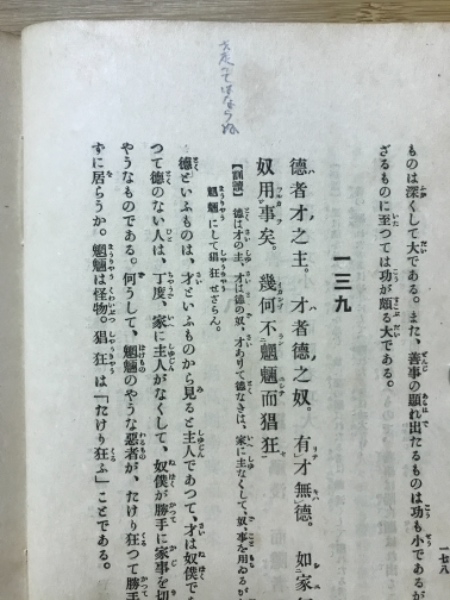 ものは深くして大である。また、善事の顯れ出たるものは功も小であるが
ざるものに至つては功が頗る大である。
一三九
德者才之主。才者德之奴。有才無德。如家
奴用事矣。幾何不魍魎而猖狂
【訓讀】德は才の主、才は德の奴、才ありて德なきは、家に主なくして、奴、事を用ゐるが
魍魎にして猖狂せざらん。
德といふものは、才といふものから見ると主人であつて、才は奴僕で
つて德のない人は、丁度、家に主人がなくして、奴僕が勝手に家事を切
やうなものである。何うして、魍魎のやうな惡者が、たけり狂つて勝手
ずに居らうか。魍魎は怪物。猖狂は「たけり狂ふ」ことである。
一七八